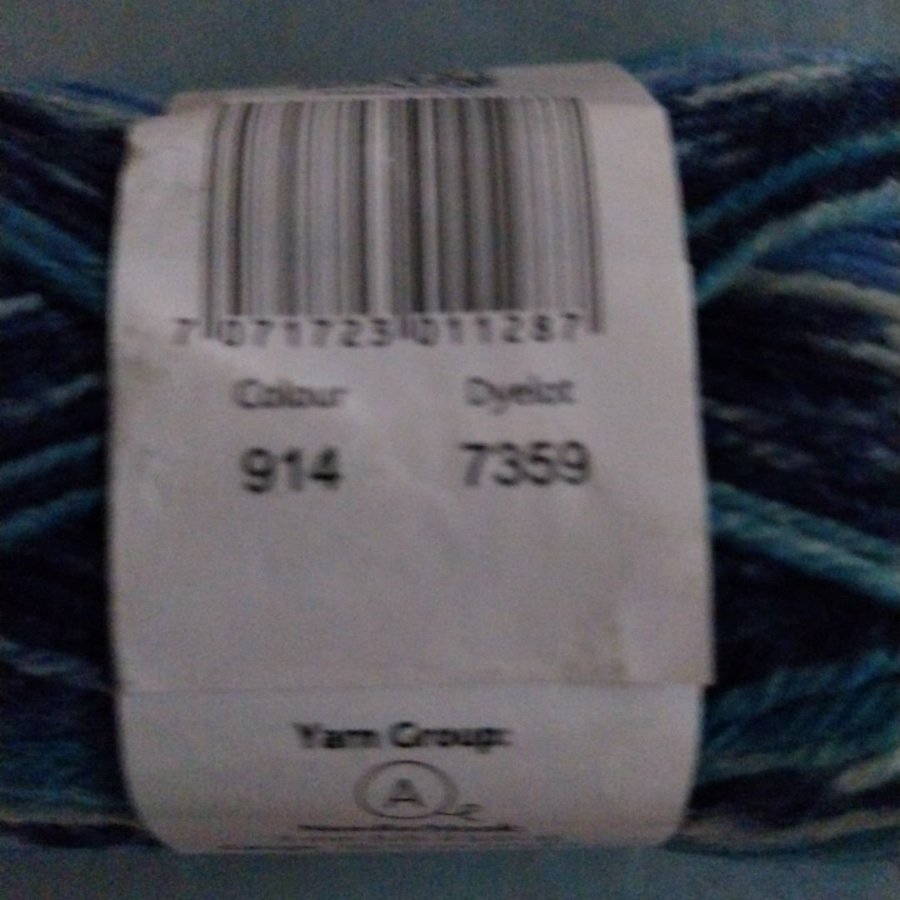 7 071723 011287
Colour Dyelot
914 7359
Yarn Group:
A